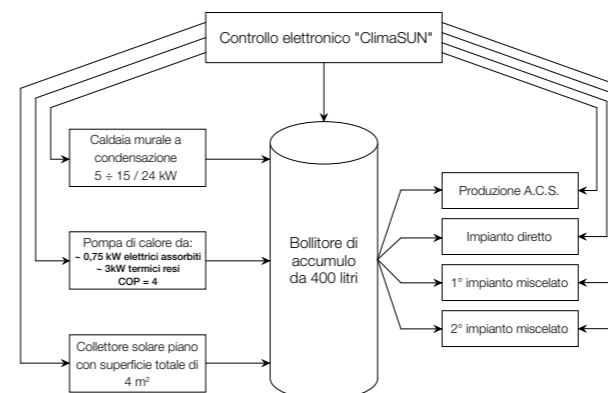 Controllo elettronico "ClimaSUN"
Caldaia murale a
condensazione
5 ÷ 15 / 24 kW
Pompa di calore da:
~ 0,75 kW elettrici assorbiti
~ 3kW termici resi
COP = 4
Collettore solare piano
con superficie totale di
4 m²
Bollitore di
accumulo
da 400 litri
Produzione A.C.S.
Impianto diretto
1° impianto miscelato
2° impianto miscelato